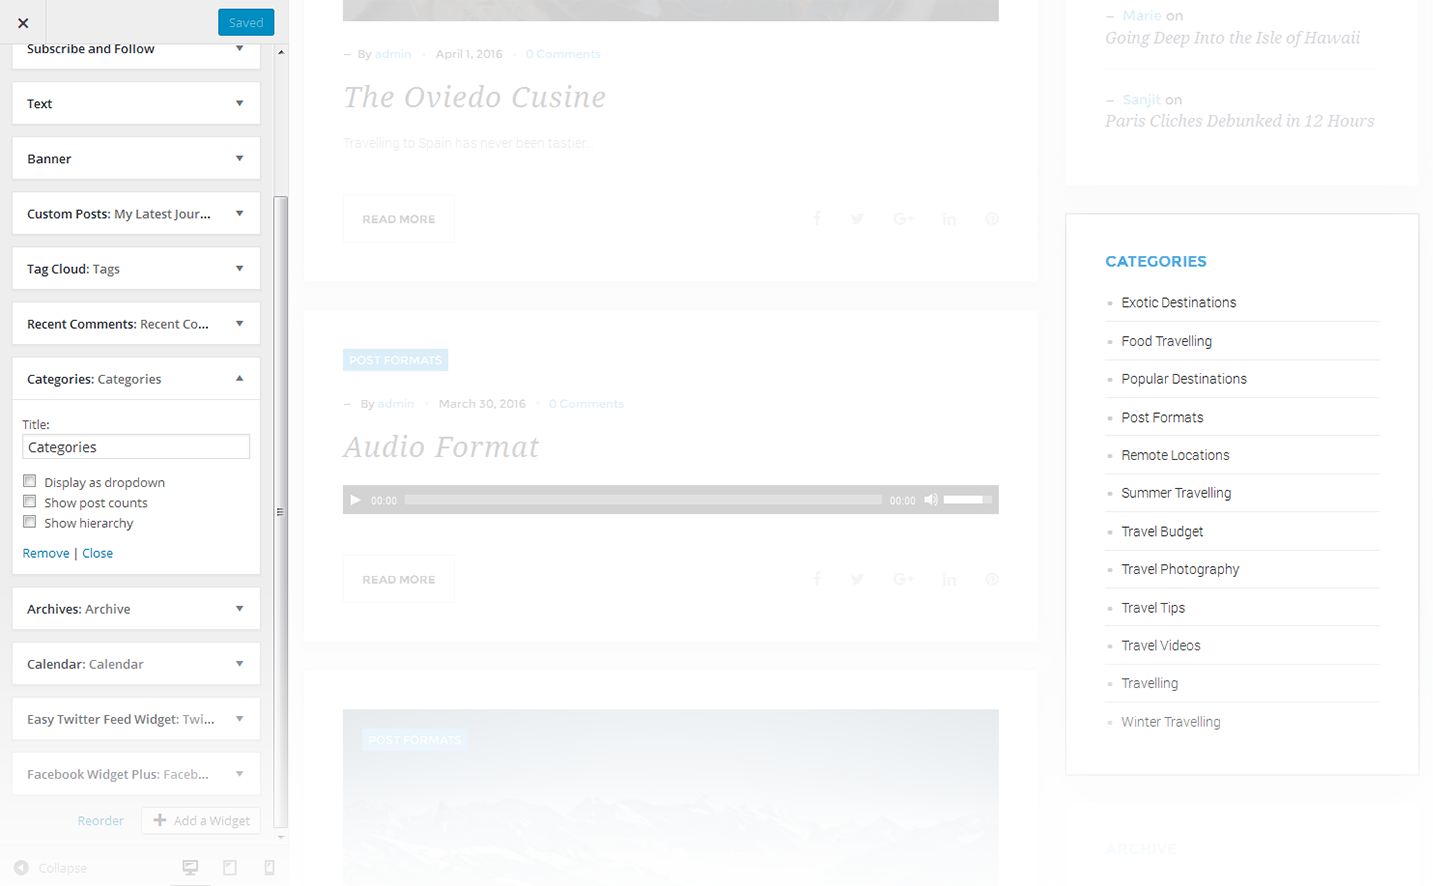 Saved
Subscribe and Follow
Text
Banner
Custom Posts: My Latest Jour...
Tag Cloud: Tags
Recent Comments: Recent Co...
Categories: Categories
Title:
Categories
Display as dropdown
Show post counts
Show hierarchy
Remove | Close
Archives: Archive
Calendar: Calendar
Easy Twitter Feed Widget: Twi...
Facebook Widget Plus: Faceb...
Reorder
Add a Widget
Collapse
– By admin • April 1, 2016 • 0 Comments
The Oviedo Cusine
Travelling to Spain has never been tastier.
READ MORE
POST FORMATS
– By admin • March 30, 2016 • 0 Comments
Audio Format
00:00
00:00
READ MORE
POST FORMATS
– Marie on
Going Deep Into the Isle of Hawaii
– Sanjit on
Paris Cliches Debunked in 12 Hours
CATEGORIES
Exotic Destinations
Food Travelling
Popular Destinations
Post Formats
Remote Locations
Summer Travelling
Travel Budget
Travel Photography
Travel Tips
Travel Videos
Travelling
Winter Travelling
ARCHIVE